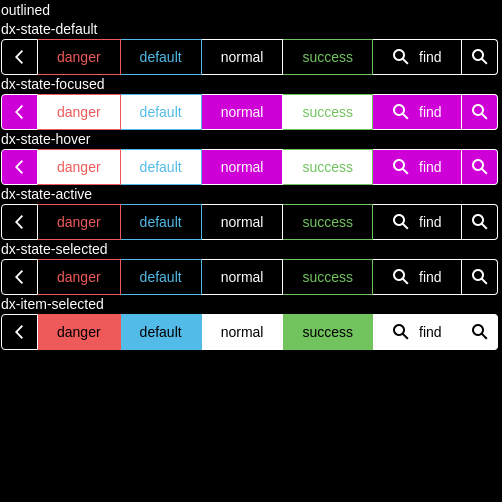 outlined
dx-state-default
danger default normal success find
dx-state-focused
danger default normal success find
dx-state-hover
danger default normal success find
dx-state-active
danger default normal success find
dx-state-selected
danger default normal success find
dx-item-selected
danger default normal success find